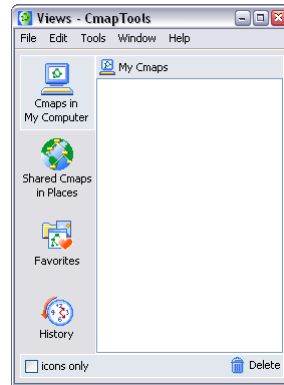 Views - CmapTools
File Edit Tools Window Help
My Cmaps
Cmaps in
My Computer
Shared Cmaps
in Places
Favorites
History
icons only
Delete